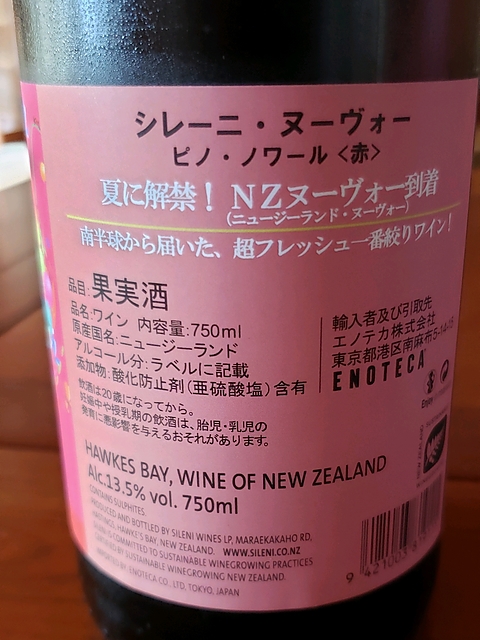 シレーニ・ヌーヴォー
ピノ・ノワール〈赤〉
夏に解禁！ NZヌーヴォー到着
(ニュージーランド・ヌーヴォー)
南半球から届いた、超フレッシュ一番絞りワイン!
品目:果実酒
品名:ワイン 内容量:750ml
原産国名:ニュージーランド
アルコール分:ラベルに記載
添加物:酸化防止剤(亜硫酸塩)含有
飲酒は20歳になってから。
妊娠中や授乳期の飲酒は、胎児・乳児の
発育に悪影響を与えるおそれがあります。
輸入者及び引取先
エノテカ株式会社
東京都港区南麻布5-14-15
ENOTECA
Enjoy
HAWKES BAY, WINE OF NEW ZEALAND
Alc.13.5% vol. 750ml
CONTAINS SULPHITES.
PRODUCED AND BOTTLED BY SILENI WINES LP, MARAEKAKAHO RD,
HASTINGS, HAWKE'S BAY, NEW ZEALAND. WWW.SILENI.CO.NZ
SILENI IS COMMITTED TO SUSTAINABLE WINEGROWING PRACTICES
SUSTAINABLE WINEGROWING NEW ZEALAND.
IMPORTED BY: ENOTECA CO., LTD, TOKYO, JAPAN
9 421003